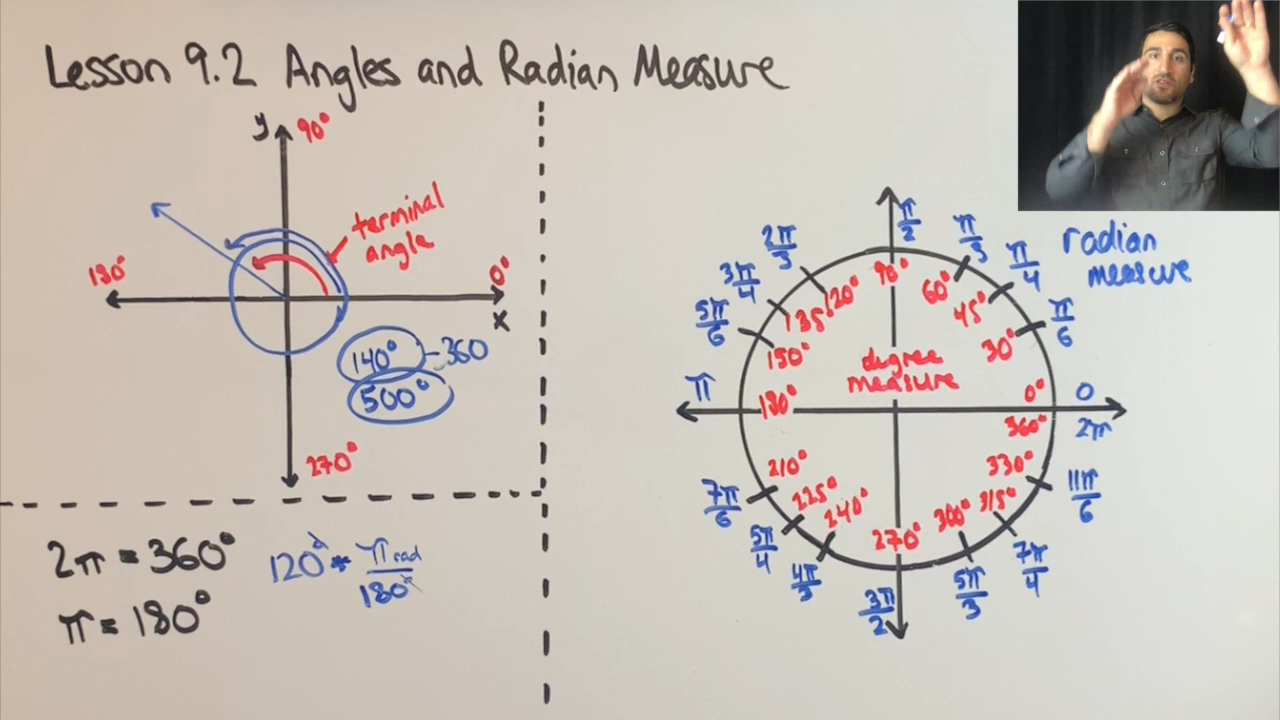 Lesson 9.2 Angles and Radian Measure
y 90°
terminal
angle
180°
0°
x
140° -360
500°
270°
2π = 360°
π = 180°
120° * π rad / 180°
radian
measure
π/2
π/3
π/4
π/6
0
2π
2π/3
3π/4
5π/6
π
7π/6
5π/4
4π/3
3π/2
5π/3
7π/4
11π/6
degree
measure
90°
60°
45°
30°
0°
360°
120°
135°
150°
180°
210°
225°
240°
270°
300°
315°
330°